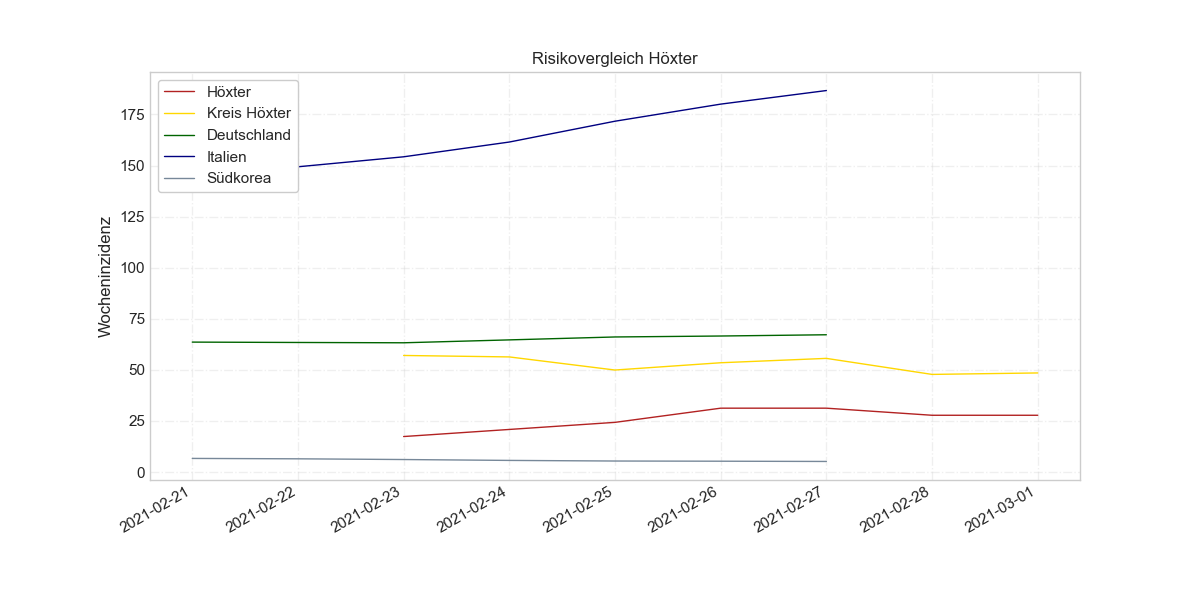 Risikovergleich Höxter
Höxter
Kreis Höxter
Deutschland
Italien
Südkorea
Wocheninzidenz
175
150
125
100
75
50
25
0
2021-02-21
2021-02-22
2021-02-23
2021-02-24
2021-02-25
2021-02-26
2021-02-27
2021-02-28
2021-03-01